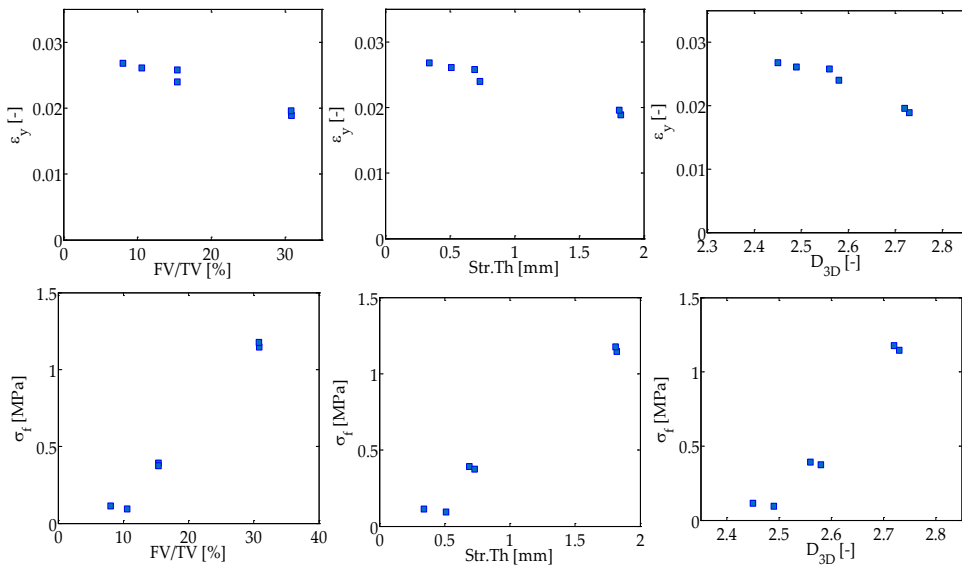 0.03
0.02
0.01
0
ε_y [-]
0 10 20 30
FV/TV [%]
0.03
0.02
0.01
0
ε_y [-]
0 0.5 1 1.5 2
Str.Th [mm]
0.03
0.02
0.01
0
ε_y [-]
2.3 2.4 2.5 2.6 2.7 2.8
D_3D [-]
1.5
1
0.5
0
σ_f [MPa]
0 10 20 30 40
FV/TV [%]
1.5
1
0.5
0
σ_f [MPa]
0 0.5 1 1.5 2
Str.Th [mm]
1.5
1
0.5
0
σ_f [MPa]
2.4 2.5 2.6 2.7 2.8
D_3D [-]